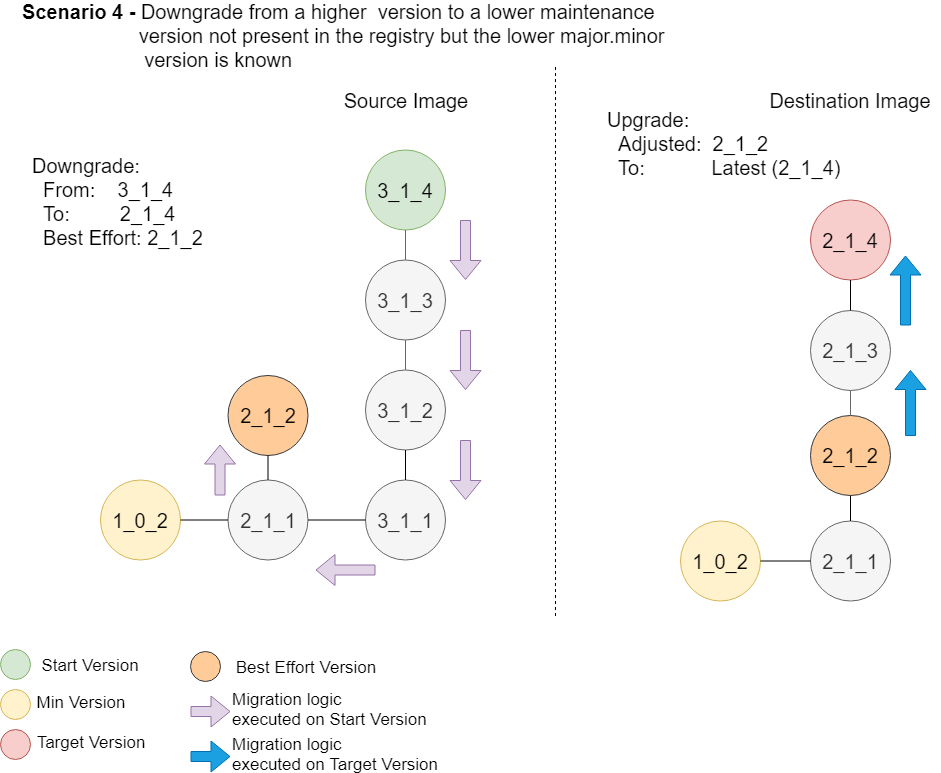 Scenario 4 - Downgrade from a higher version to a lower maintenance
version not present in the registry but the lower major.minor
version is known
Source Image
Downgrade:
From: 3_1_4
To: 2_1_4
Best Effort: 2_1_2
3_1_4
3_1_3
3_1_2
2_1_2
1_0_2
2_1_1
3_1_1
Destination Image
Upgrade:
Adjusted: 2_1_2
To: Latest (2_1_4)
2_1_4
2_1_3
2_1_2
1_0_2
2_1_1
Start Version
Min Version
Target Version
Best Effort Version
Migration logic
executed on Start Version
Migration logic
executed on Target Version